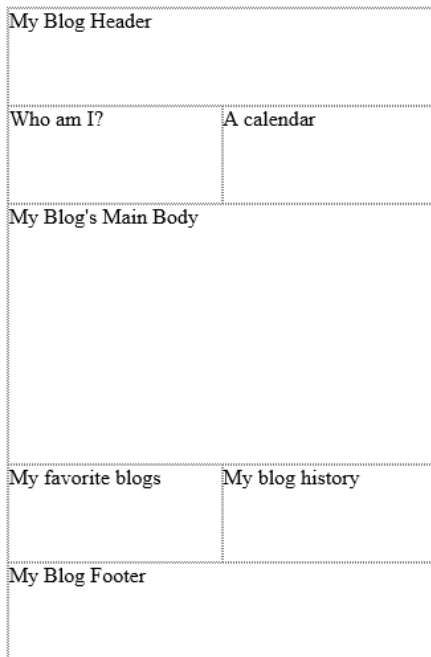 My Blog Header
Who am I?
A calendar
My Blog's Main Body
My favorite blogs
My blog history
My Blog Footer